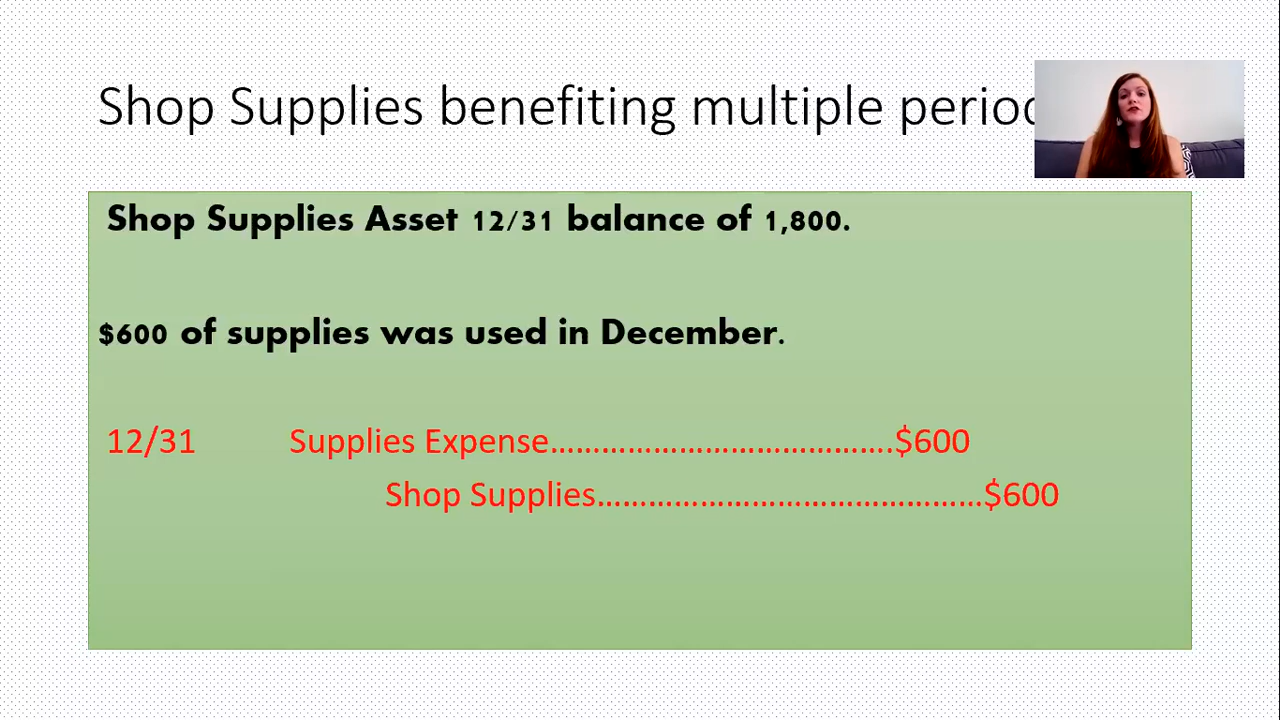 Shop Supplies benefiting multiple perio
Shop Supplies Asset 12/31 balance of 1,800.
$600 of supplies was used in December.
12/31 Supplies Expense………………………………….$600
Shop Supplies………………………………………$600